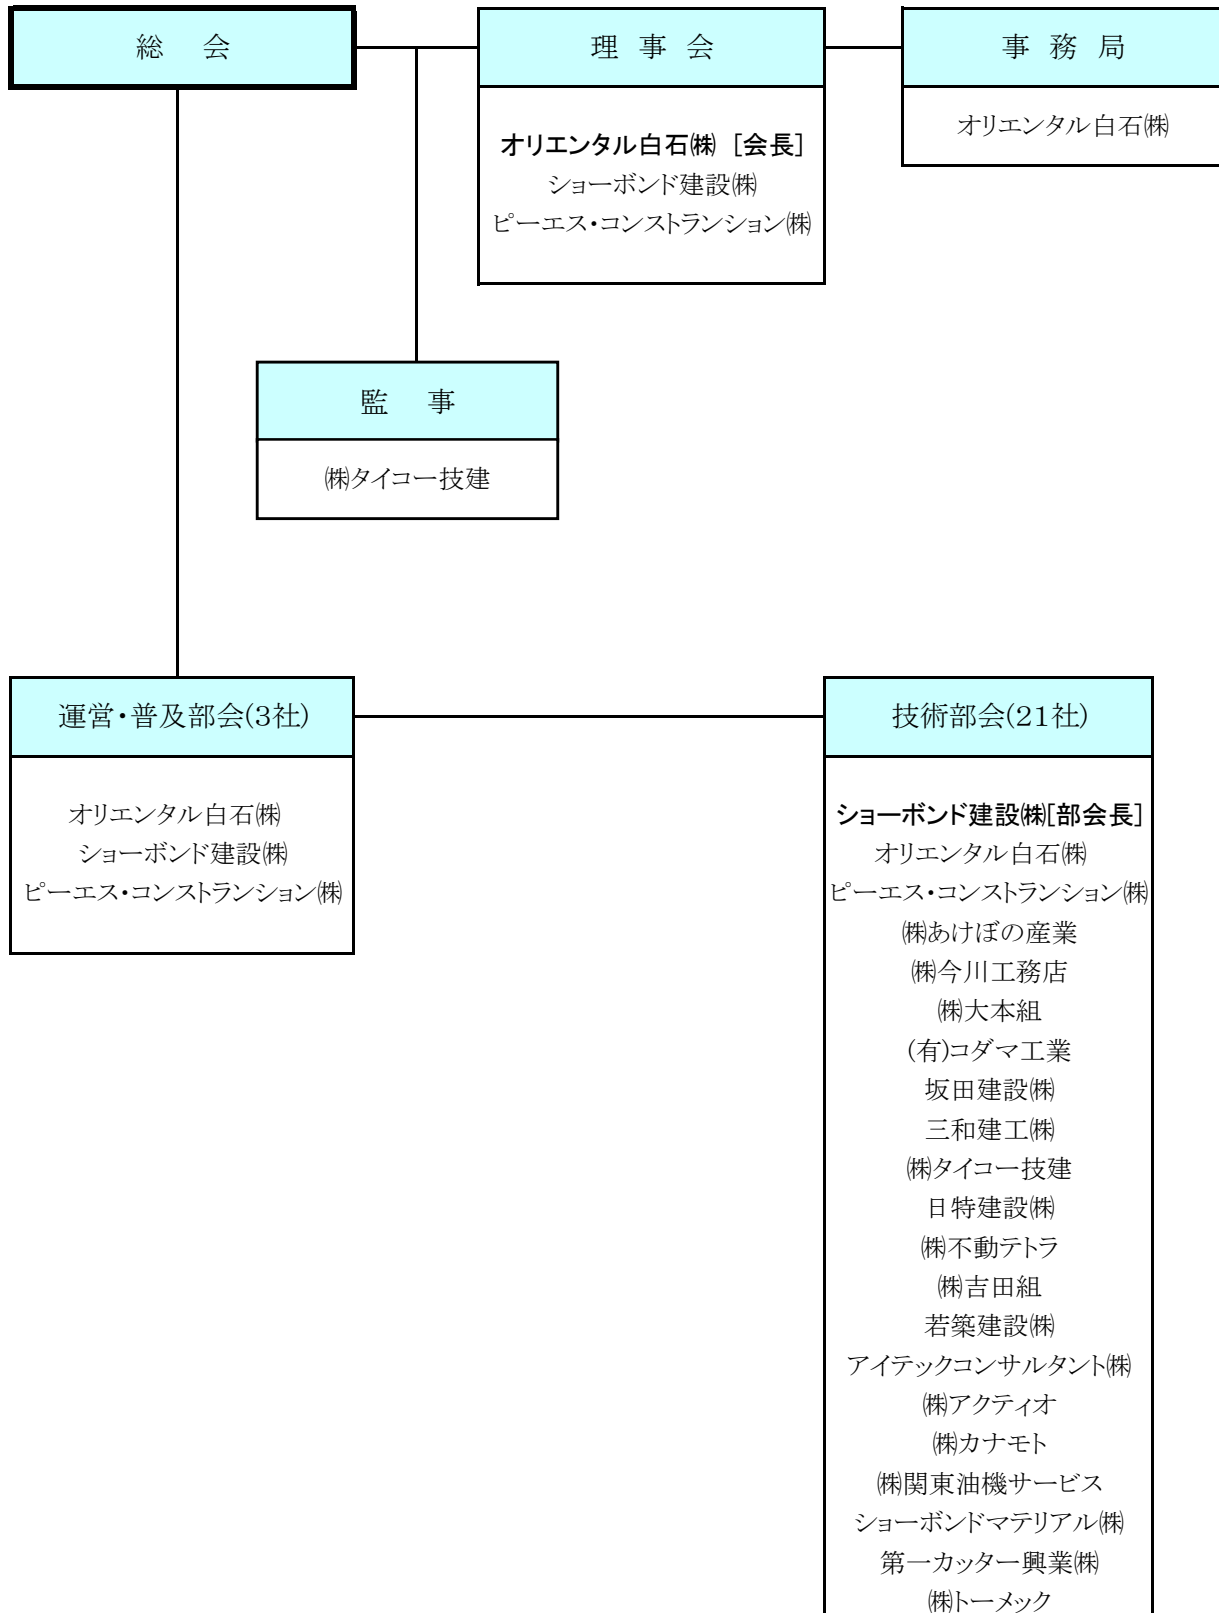 総　会
理 事 会
事 務 局
オリエンタル白石㈱
オリエンタル白石㈱ [会長]
ショーボンド建設㈱
ピーエス・コンストランション㈱
監　事
㈱タイコー技建
運営・普及部会(3社)
オリエンタル白石㈱
ショーボンド建設㈱
ピーエス・コンストランション㈱
技術部会(21社)
ショーボンド建設㈱[部会長]
オリエンタル白石㈱
ピーエス・コンストランション㈱
㈱あけぼの産業
㈱今川工務店
㈱大本組
(有)コダマ工業
坂田建設㈱
三和建工㈱
㈱タイコー技建
日特建設㈱
㈱不動テトラ
㈱吉田組
若築建設㈱
アイテックコンサルタント㈱
㈱アクティオ
㈱カナモト
㈱関東油機サービス
ショーボンドマテリアル㈱
第一カッター興業㈱
㈱トーメック